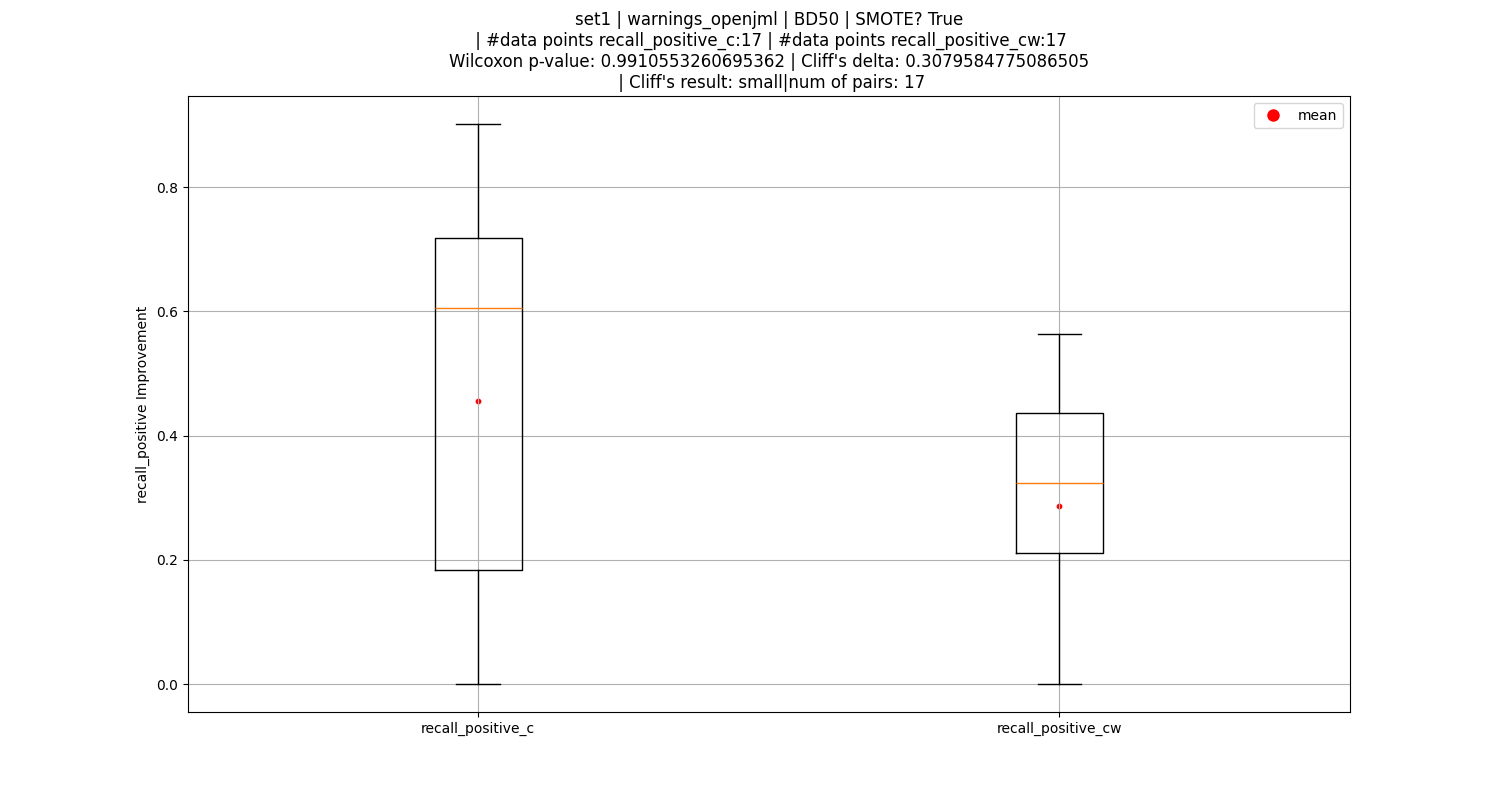 set1 | warnings_openjml | BD50 | SMOTE? True
| #data points recall_positive_c:17 | #data points recall_positive_cw:17
Wilcoxon p-value: 0.9910553260695362 | Cliff's delta: 0.3079584775086505
| Cliff's result: small|num of pairs: 17
mean
0.8
0.6
0.4
0.2
0.0
recall_positive Improvement
recall_positive_c
recall_positive_cw